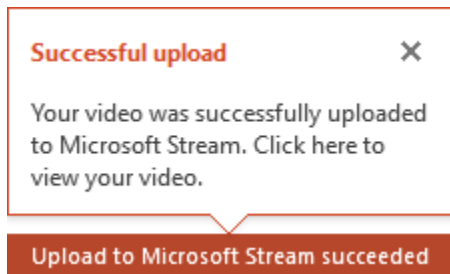 Successful upload
Your video was successfully uploaded
to Microsoft Stream. Click here to
view your video.
Upload to Microsoft Stream succeeded